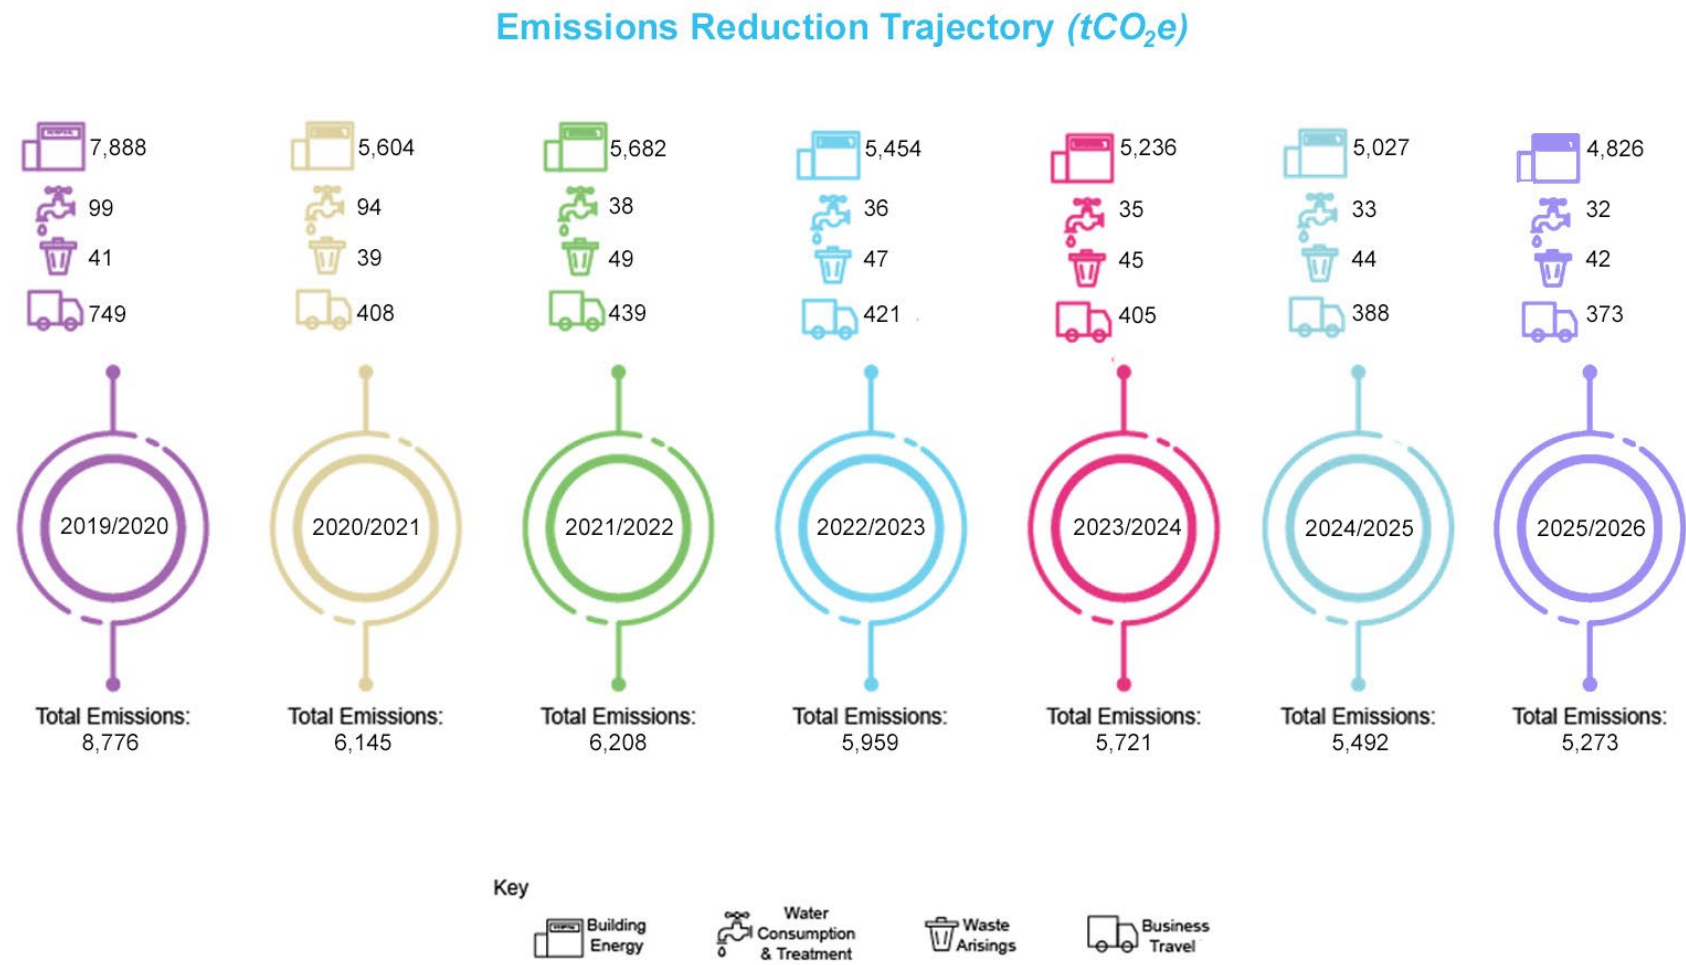 Emissions Reduction Trajectory (tCO₂e)
7,888
99
41
749
2019/2020
Total Emissions:
8,776
5,604
94
39
408
2020/2021
Total Emissions:
6,145
5,682
38
49
439
2021/2022
Total Emissions:
6,208
5,454
36
47
421
2022/2023
Total Emissions:
5,959
5,236
35
45
405
2023/2024
Total Emissions:
5,721
5,027
33
44
388
2024/2025
Total Emissions:
5,492
4,826
32
42
373
2025/2026
Total Emissions:
5,273
Key
Building
Energy
Water
Consumption
& Treatment
Waste
Arisings
Business
Travel